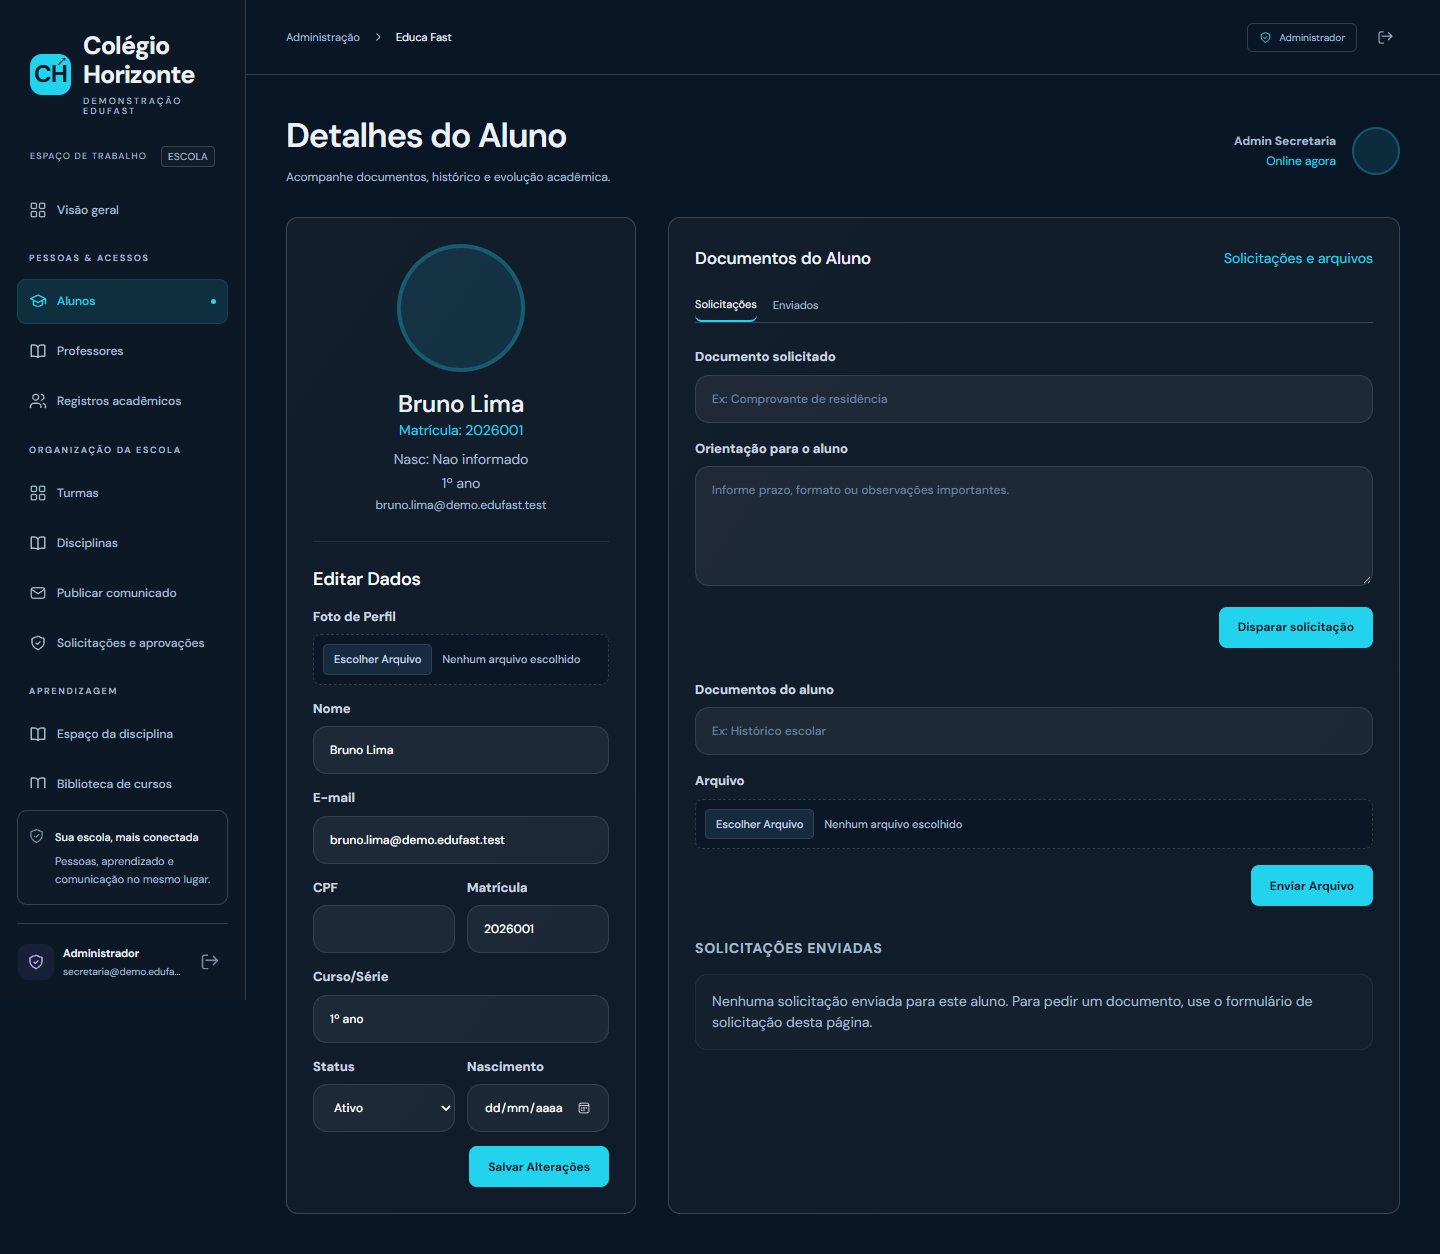 CH
Colégio
Horizonte
DEMONSTRAÇÃO
EDUFAST
ESPAÇO DE TRABALHO
ESCOLA
Visão geral
PESSOAS & ACESSOS
Alunos
Professores
Registros acadêmicos
ORGANIZAÇÃO DA ESCOLA
Turmas
Disciplinas
Publicar comunicado
Solicitações e aprovações
APRENDIZAGEM
Espaço da disciplina
Biblioteca de cursos
Sua escola, mais conectada
Pessoas, aprendizado e
comunicação no mesmo lugar.
Administrador
secretaria@demo.edufa...
Administração
Educa Fast
Administrador
Detalhes do Aluno
Acompanhe documentos, histórico e evolução acadêmica.
Admin Secretaria
Online agora
Bruno Lima
Matrícula: 2026001
Nasc: Nao informado
1º ano
bruno.lima@demo.edufast.test
Editar Dados
Foto de Perfil
Escolher Arquivo Nenhum arquivo escolhido
Nome
Bruno Lima
E-mail
bruno.lima@demo.edufast.test
CPF
Matrícula
2026001
Curso/Série
1º ano
Status
Nascimento
Ativo
dd/mm/aaaa
Salvar Alterações
Documentos do Aluno
Solicitações e arquivos
Solicitações
Enviados
Documento solicitado
Ex: Comprovante de residência
Orientação para o aluno
Informe prazo, formato ou observações importantes.
Disparar solicitação
Documentos do aluno
Ex: Histórico escolar
Arquivo
Escolher Arquivo Nenhum arquivo escolhido
Enviar Arquivo
SOLICITAÇÕES ENVIADAS
Nenhuma solicitação enviada para este aluno. Para pedir um documento, use o formulário de
solicitação desta página.